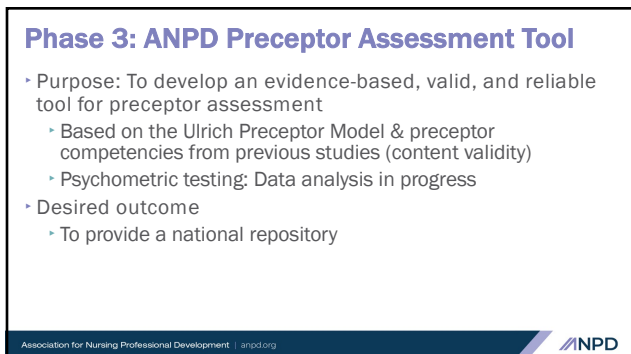 Phase 3: ANPD Preceptor Assessment Tool
‣ Purpose: To develop an evidence-based, valid, and reliable
tool for preceptor assessment
‣ Based on the Ulrich Preceptor Model & preceptor
competencies from previous studies (content validity)
‣ Psychometric testing: Data analysis in progress
‣ Desired outcome
‣ To provide a national repository
Association for Nursing Professional Development | anpd.org
ANPD